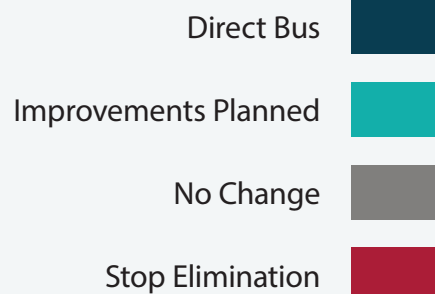 Direct Bus
Improvements Planned
No Change
Stop Elimination